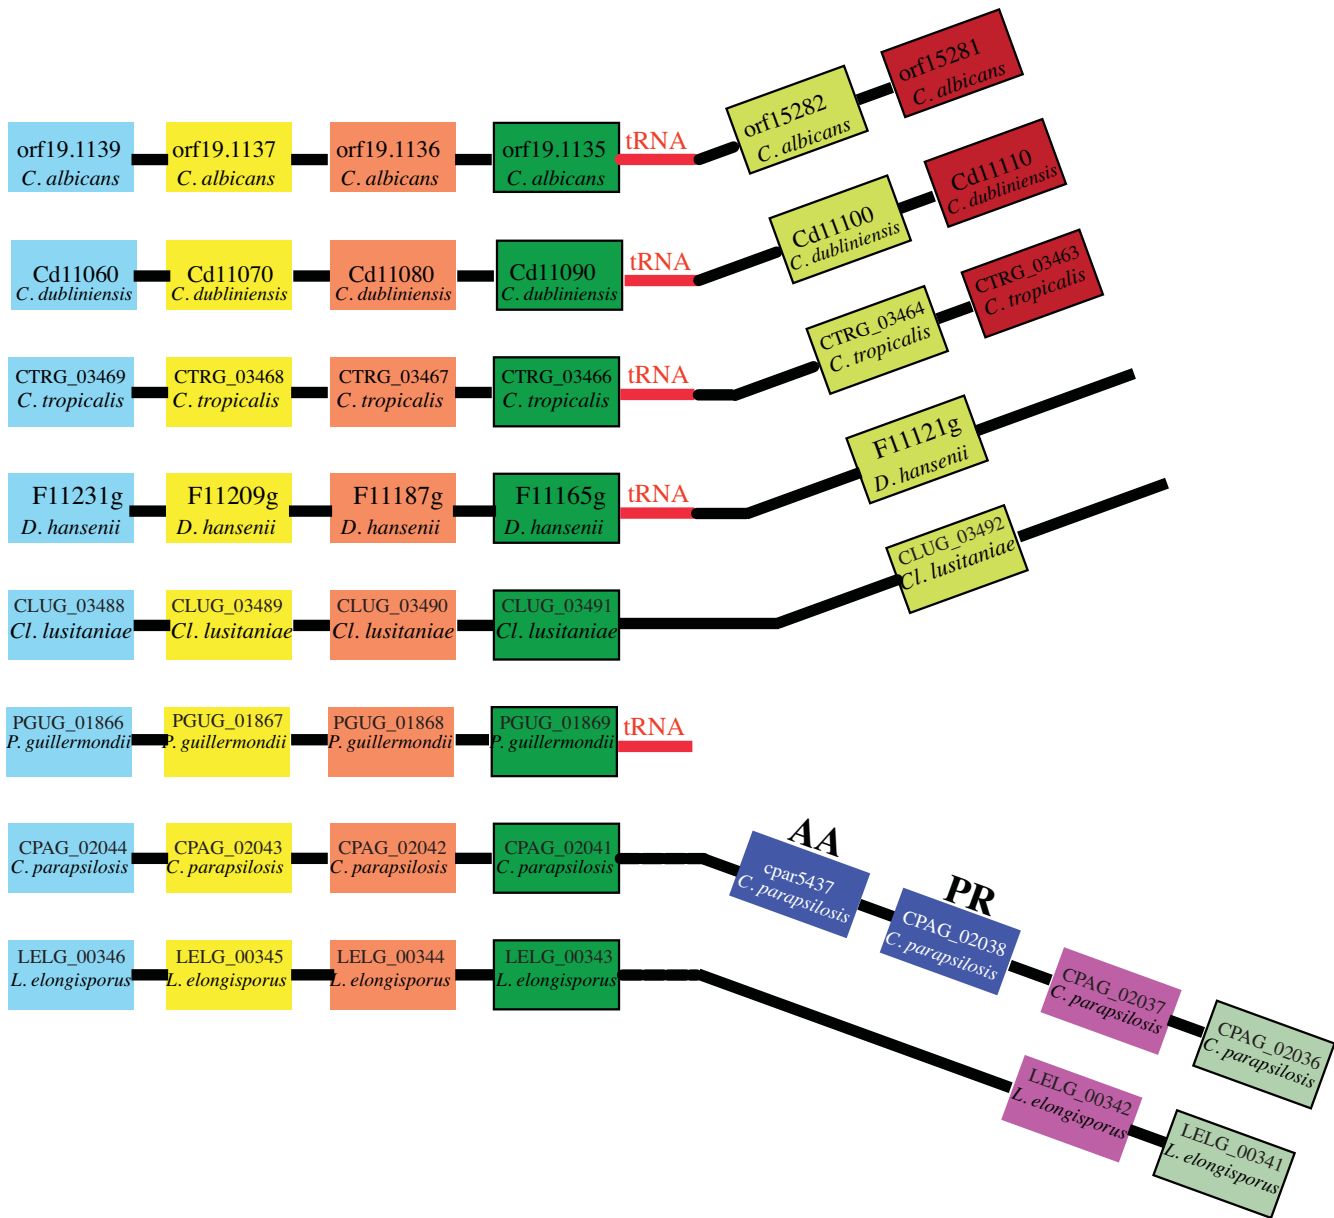 orf19.1139
C. albicans
orf19.1137
C. albicans
orf19.1136
C. albicans
orf19.1135
C. albicans
tRNA
orf15282
C. albicans
orf15281
C. albicans
Cd11060
C. dubliniensis
Cd11070
C. dubliniensis
Cd11080
C. dubliniensis
Cd11090
C. dubliniensis
tRNA
Cd11100
C. dubliniensis
Cd11110
C. dubliniensis
CTRG_03469
C. tropicalis
CTRG_03468
C. tropicalis
CTRG_03467
C. tropicalis
CTRG_03466
C. tropicalis
tRNA
CTRG_03464
C. tropicalis
CTRG_03463
C. tropicalis
F11231g
D. hansenii
F11209g
D. hansenii
F11187g
D. hansenii
F11165g
D. hansenii
tRNA
F11121g
D. hansenii
CLUG_03488
Cl. lusitaniae
CLUG_03489
Cl. lusitaniae
CLUG_03490
Cl. lusitaniae
CLUG_03491
Cl. lusitaniae
CLUG_03492
Cl. lusitaniae
PGUG_01866
P. guillermondii
PGUG_01867
P. guillermondii
PGUG_01868
P. guillermondii
PGUG_01869
P. guillermondii
tRNA
CPAG_02044
C. parapsilosis
CPAG_02043
C. parapsilosis
CPAG_02042
C. parapsilosis
CPAG_02041
C. parapsilosis
AA
cpar5437
C. parapsilosis
PR
CPAG_02038
C. parapsilosis
CPAG_02037
C. parapsilosis
CPAG_02036
C. parapsilosis
LELG_00346
L. elongisporus
LELG_00345
L. elongisporus
LELG_00344
L. elongisporus
LELG_00343
L. elongisporus
LELG_00342
L. elongisporus
LELG_00341
L. elongisporus